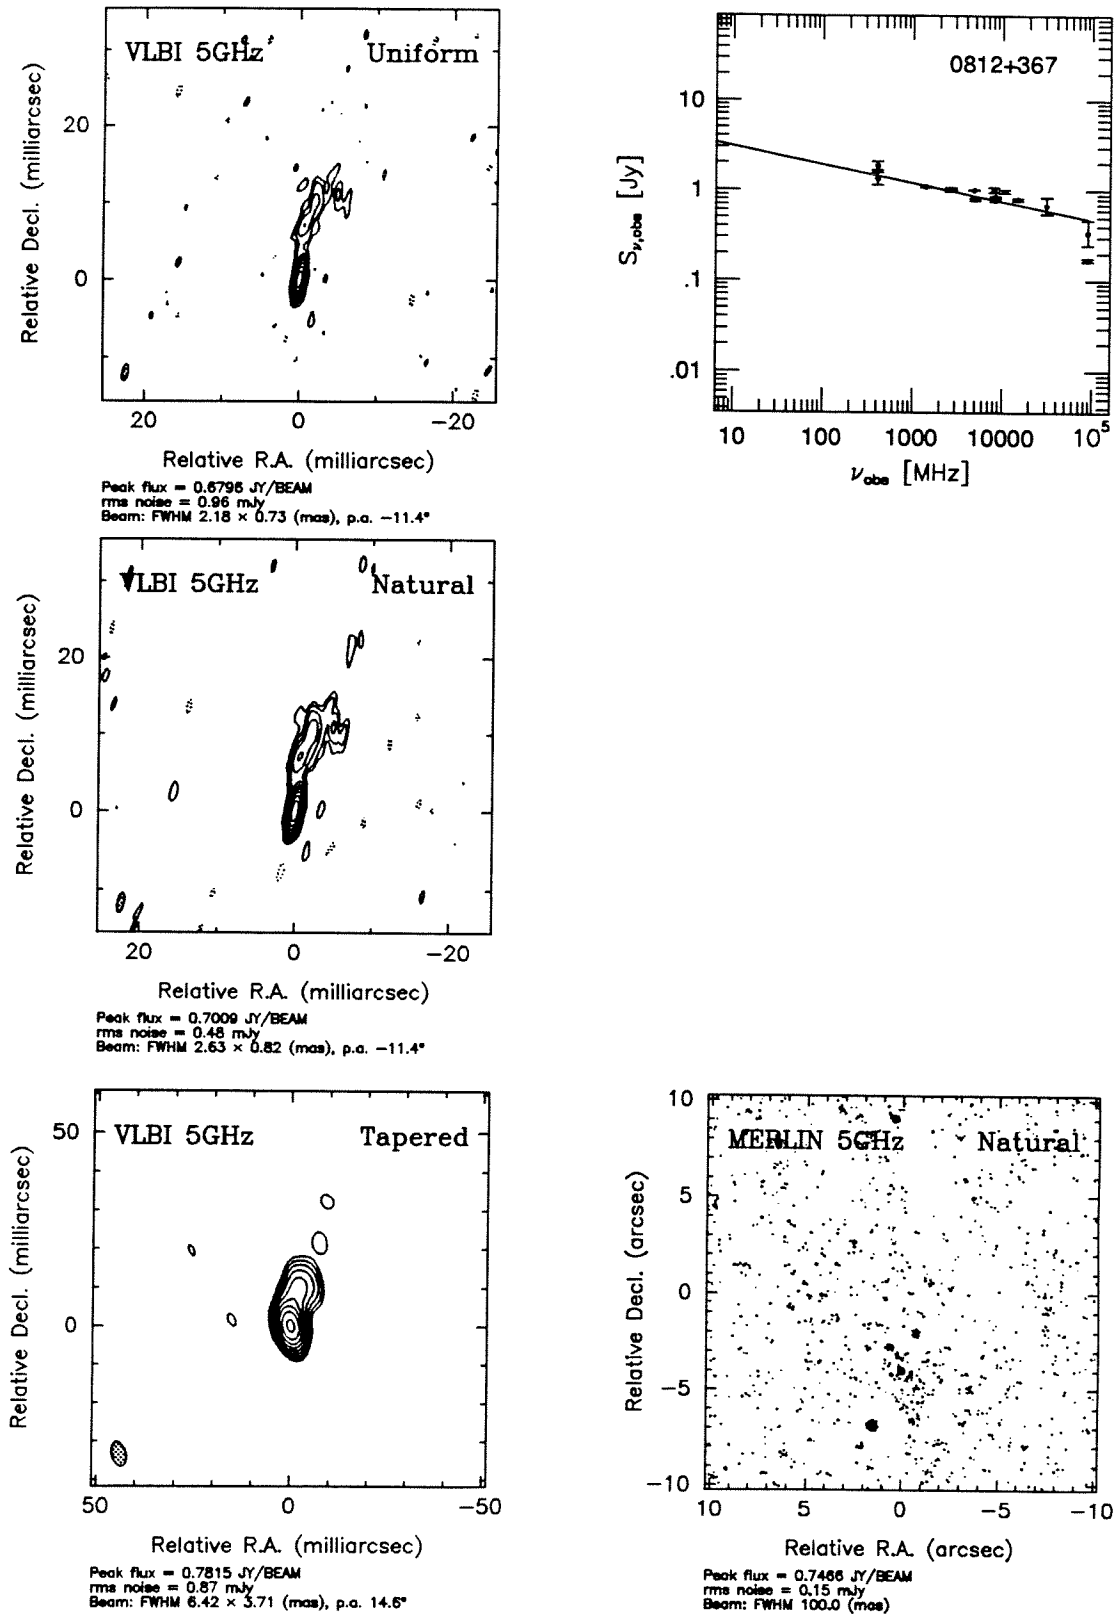 VLBI 5GHz Uniform
Relative Decl. (milliarcsec)
20
0
20 0 −20
Relative R.A. (milliarcsec)
Peak flux = 0.6796 JY/BEAM
rms noise = 0.96 mJy
Beam: FWHM 2.18 × 0.73 (mas), p.a. −11.4°
0812+367
S𝜈,obs [Jy]
10
1
.1
.01
10 100 1000 10000 10⁵
𝜈obs [MHz]
VLBI 5GHz Natural
Relative Decl. (milliarcsec)
20
0
20 0 −20
Relative R.A. (milliarcsec)
Peak flux = 0.7009 JY/BEAM
rms noise = 0.48 mJy
Beam: FWHM 2.63 × 0.82 (mas), p.a. −11.4°
VLBI 5GHz Tapered
Relative Decl. (milliarcsec)
50
0
50 0 −50
Relative R.A. (milliarcsec)
Peak flux = 0.7815 JY/BEAM
rms noise = 0.87 mJy
Beam: FWHM 6.42 × 3.71 (mas), p.a. 14.6°
MERLIN 5GHz Natural
Relative Decl. (arcsec)
10
5
0
−5
−10
10 5 0 −5 −10
Relative R.A. (arcsec)
Peak flux = 0.7466 JY/BEAM
rms noise = 0.15 mJy
Beam: FWHM 100.0 (mas)